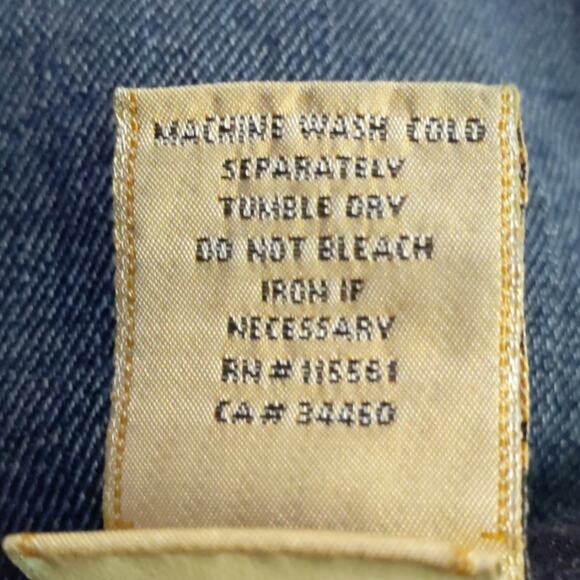 MACHINE WASH COLD
SEPARATELY
TUMBLE DRY
DO NOT BLEACH
IRON IF
NECESSARY
RN # 115561
CA # 34460